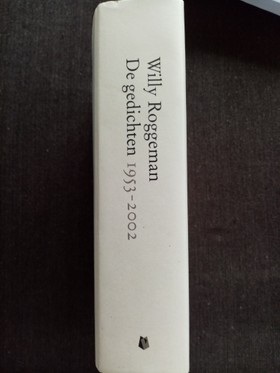 Willy Roggeman
De gedichten 1953-2002